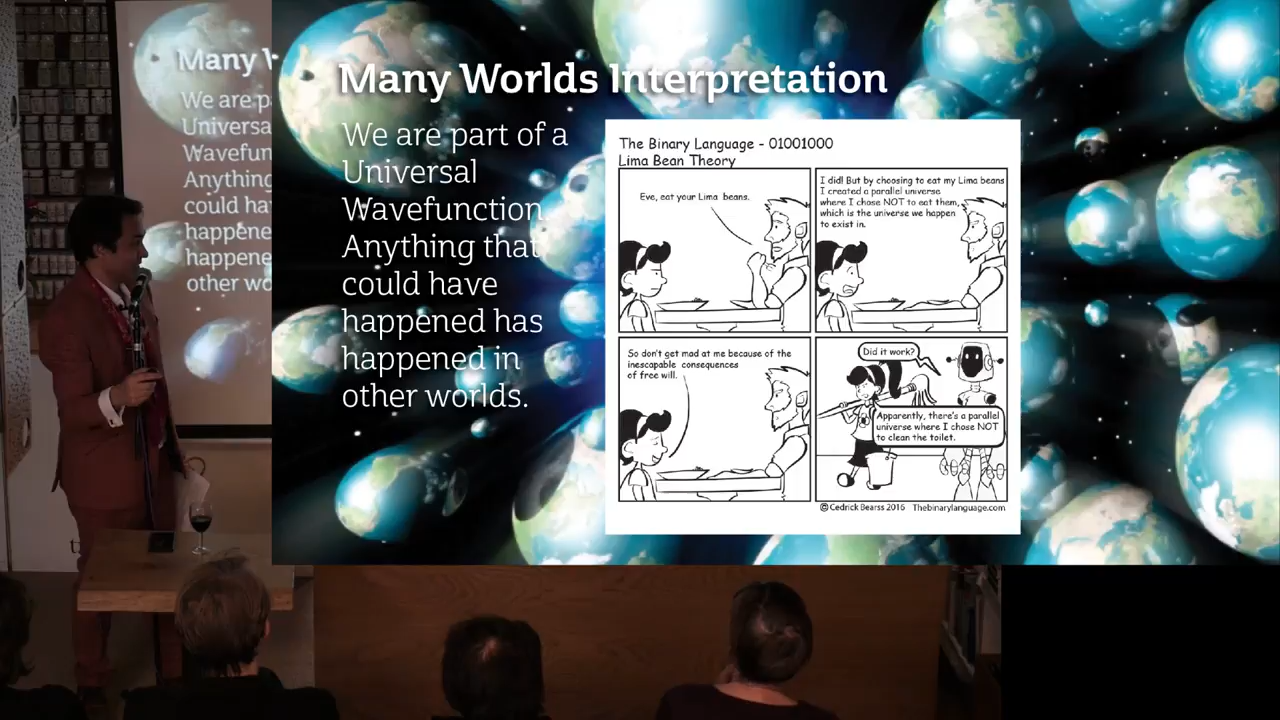 Many W
We are pa
Universa
Wavefun
Anything
could ha
happene
happene
other wo
Many Worlds Interpretation
We are part of a
Universal
Wavefunction.
Anything that
could have
happened has
happened in
other worlds.
The Binary Language - 01001000
Lima Bean Theory
Eve, eat your Lima beans.
I did! But by choosing to eat my Lima beans
I created a parallel universe
where I chose NOT to eat them,
which is the universe we happen
to exist in.
So don't get mad at me because of the
inescapable consequences
of free will.
Did it work?
Apparently, there's a parallel
universe where I chose NOT
to clean the toilet.
@ Cedrick Bearss 2016 Thebinarylanguage.com